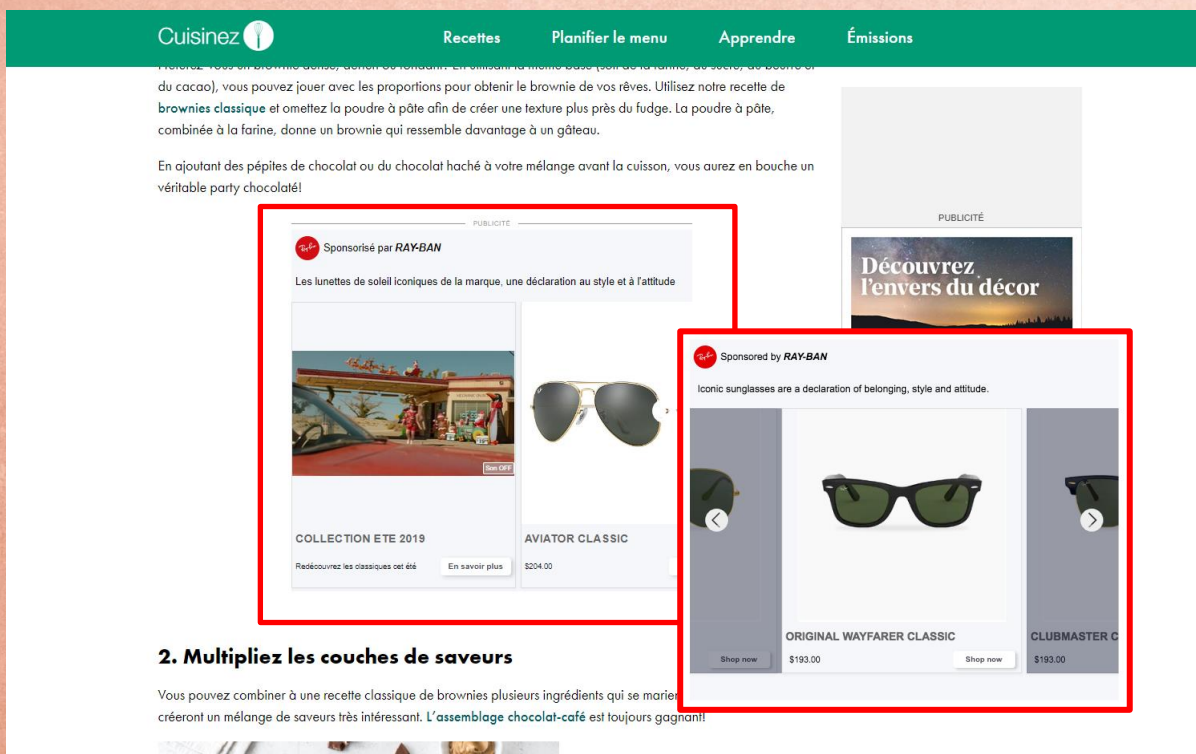 Cuisinez
Recettes
Planifier le menu
Apprendre
Émissions
du cacao), vous pouvez jouer avec les proportions pour obtenir le brownie de vos rêves. Utilisez notre recette de
brownies classique et omettez la poudre à pâte afin de créer une texture plus près du fudge. La poudre à pâte,
combinée à la farine, donne un brownie qui ressemble davantage à un gâteau.
En ajoutant des pépites de chocolat ou du chocolat haché à votre mélange avant la cuisson, vous aurez en bouche un
véritable party chocolaté!
PUBLICITÉ
Ray-Ban
Sponsorisé par RAY-BAN
Les lunettes de soleil iconiques de la marque, une déclaration au style et à l'attitude
Son OFF
COLLECTION ETE 2019
Redécouvrez les classiques cet été
En savoir plus
AVIATOR CLASSIC
$204.00
PUBLICITÉ
Découvrez
l'envers du décor
Ray-Ban
Sponsored by RAY-BAN
Iconic sunglasses are a declaration of belonging, style and attitude.
Shop now
ORIGINAL WAYFARER CLASSIC
$193.00
Shop now
CLUBMASTER C
$193.00
2. Multipliez les couches de saveurs
Vous pouvez combiner à une recette classique de brownies plusieurs ingrédients qui se marien
créeront un mélange de saveurs très intéressant. L'assemblage chocolat-café est toujours gagnant!